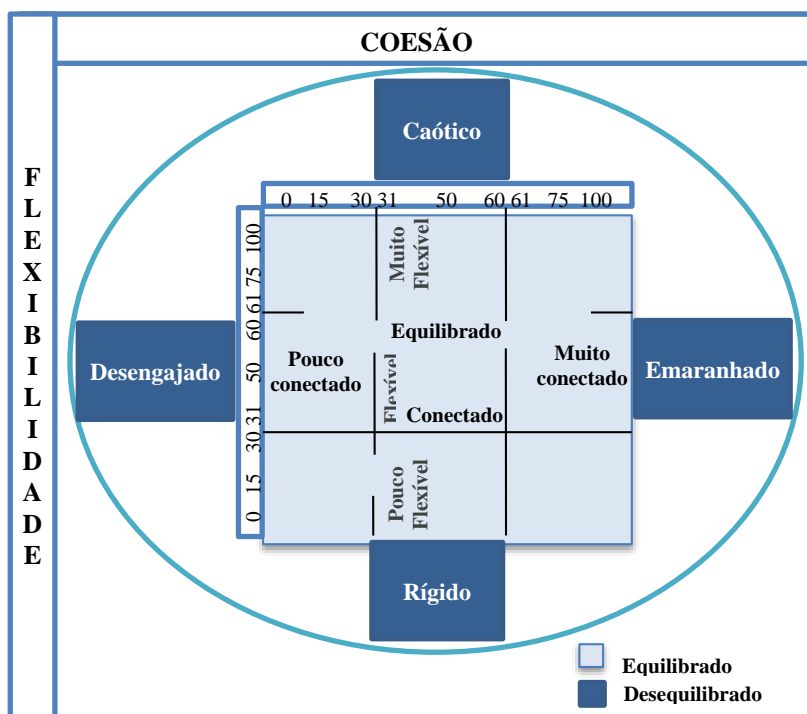 COESÃO
FLEXIBILIDADE
Caótico
0 15 30 31 50 60 61 75 100
100
75
61
60
50
31
30
15
0
Muito
Flexível
Equilibrado
Desengajado
Pouco
conectado
Flexível
Conectado
Muito
conectado
Emaranhado
Pouco
Flexível
Rígido
Equilibrado
Desequilibrado